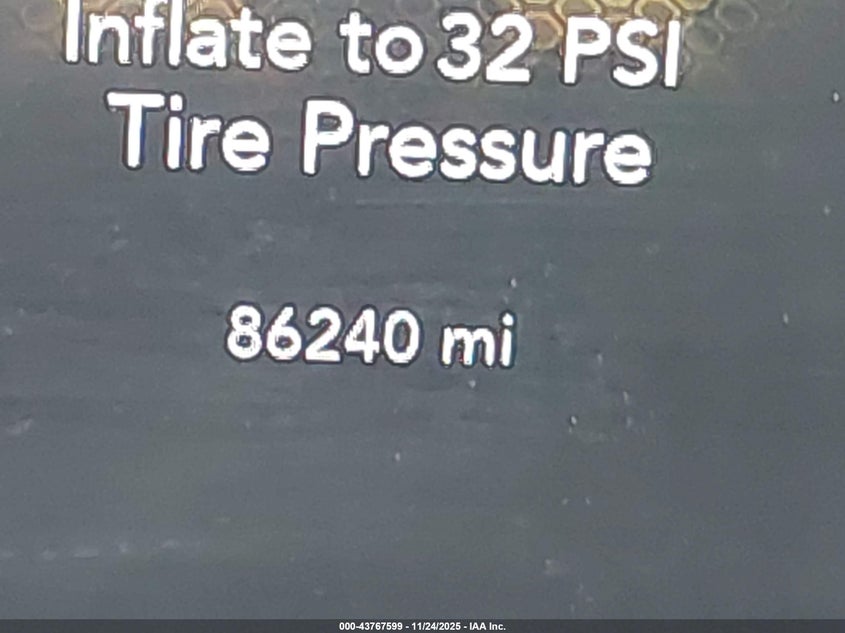 Inflate to 32 PSI
Tire Pressure
86240 mi
000-43767599 - 11/24/2025 - IAA Inc.